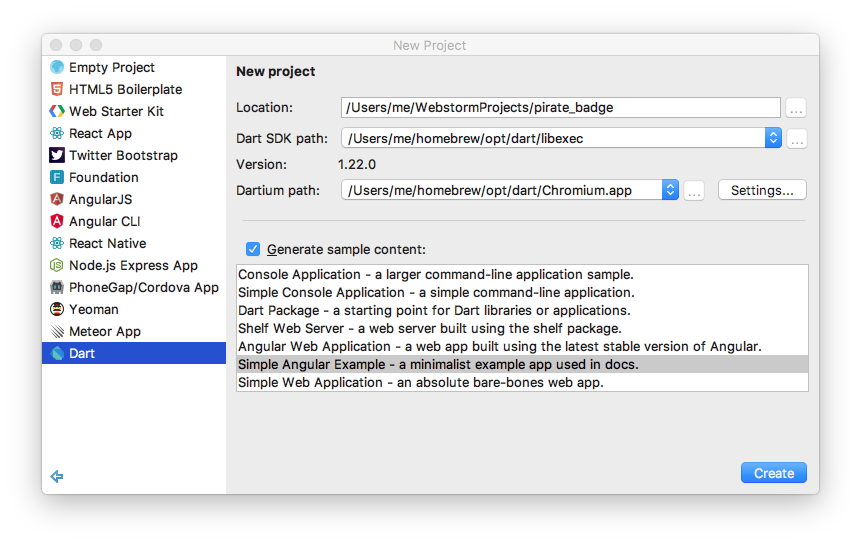 New Project
Empty Project
HTML5 Boilerplate
Web Starter Kit
React App
Twitter Bootstrap
Foundation
AngularJS
Angular CLI
React Native
Node.js Express App
PhoneGap/Cordova App
Yeoman
Meteor App
Dart
New project
Location: /Users/me/WebstormProjects/pirate_badge ...
Dart SDK path: /Users/me/homebrew/opt/dart/libexec ...
Version: 1.22.0
Dartium path: /Users/me/homebrew/opt/dart/Chromium.app ... Settings...
Generate sample content:
Console Application - a larger command-line application sample.
Simple Console Application - a simple command-line application.
Dart Package - a starting point for Dart libraries or applications.
Shelf Web Server - a web server built using the shelf package.
Angular Web Application - a web app built using the latest stable version of Angular.
Simple Angular Example - a minimalist example app used in docs.
Simple Web Application - an absolute bare-bones web app.
Create